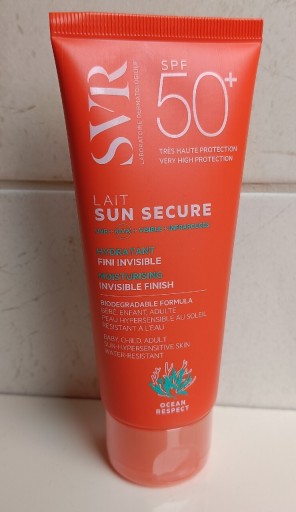 SVR
LABORATOIRE DERMATOLOGIQUE
SPF
50+
TRÈS HAUTE PROTECTION
VERY HIGH PROTECTION
LAIT
SUN SECURE
HYDRATANT
FINI INVISIBLE
MOISTURISING
INVISIBLE FINISH
BIODEGRADABLE FORMULA
BÉBÉ, ENFANT, ADULTE
PEAU HYPERSENSIBLE AU SOLEIL
RÉSISTANT À L'EAU
BABY, CHILD, ADULT
SUN-HYPERSENSITIVE SKIN
WATER-RESISTANT
OCEAN
RESPECT